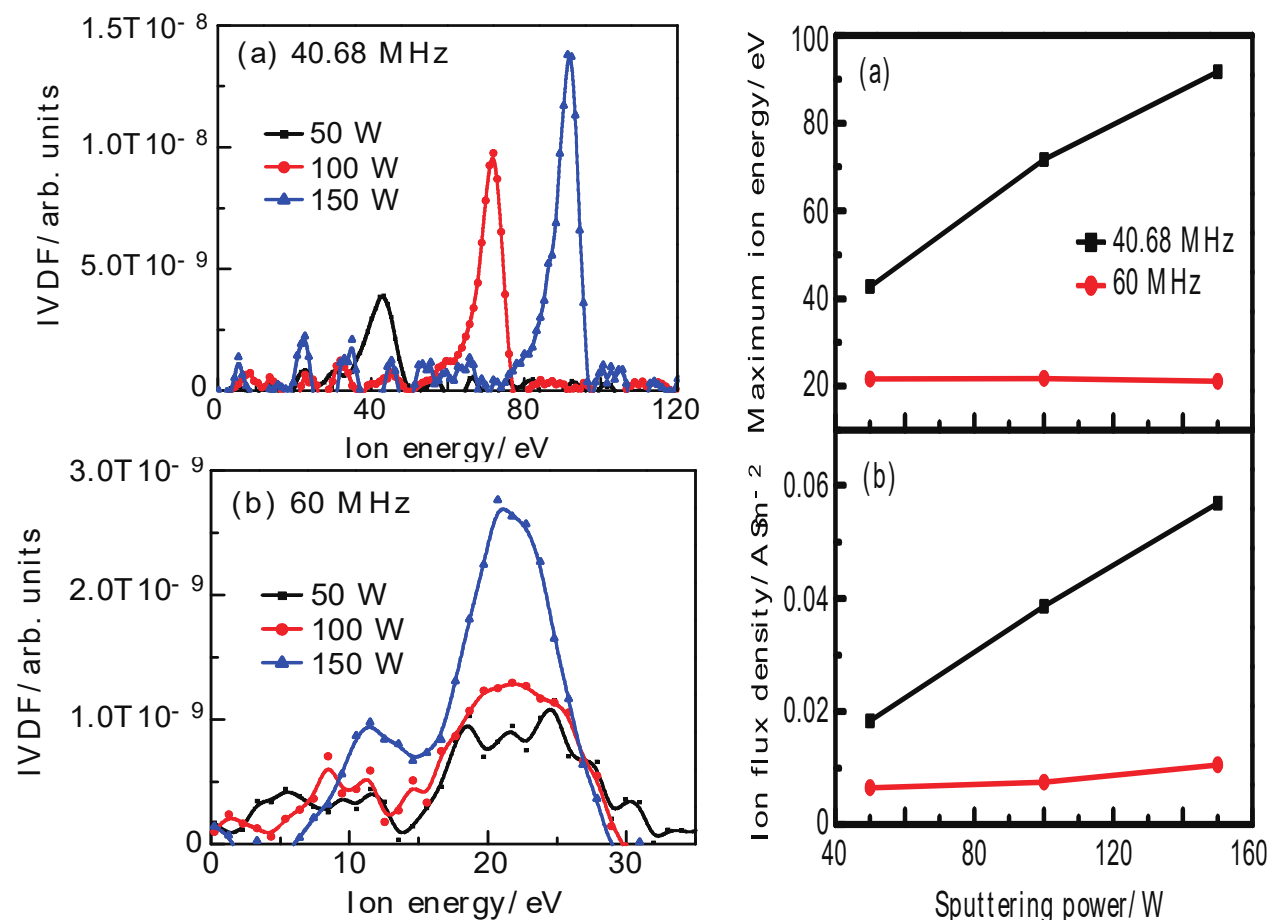 1.5T10- 8
(a) 40.68 MHz
50 W
100 W
150 W
1.0T10- 8
5.0T10- 9
0
0 40 80 120
IVDF/ arb. units
Ion energy/ eV
3.0T10- 9
(b) 60 MHz
50 W
100 W
150 W
2.0T10- 9
1.0T10- 9
0
0 10 20 30
IVDF/ arb. units
Ion energy/ eV
100
(a)
80
60
40
20
40.68 MHz
60 MHz
Maximum ion energy/ eV
(b)
0.06
0.04
0.02
0
Ion flux density/ ASm- 2
40 80 120 160
Sputtering power/ W